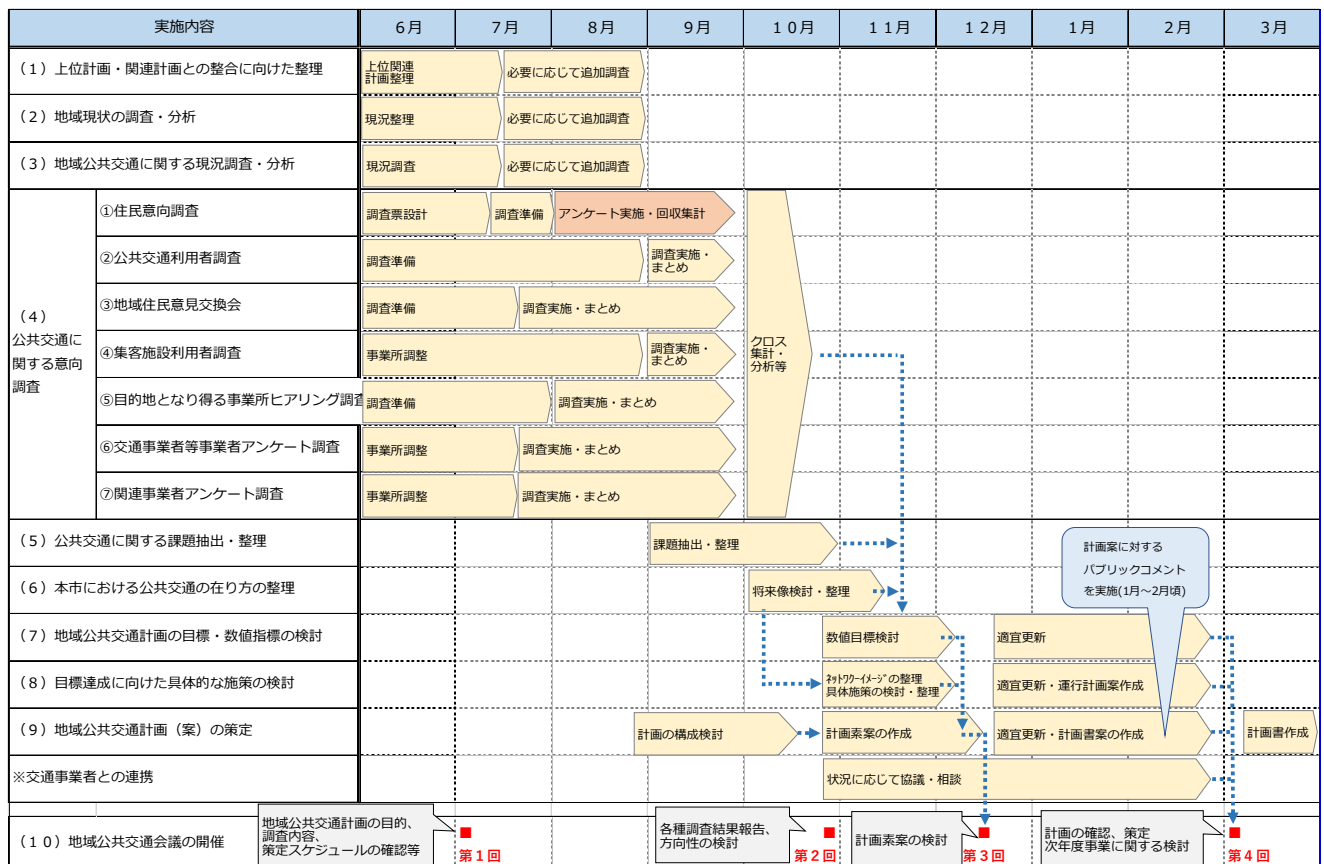 実施内容
6月
7月
8月
9月
10月
11月
12月
1月
2月
3月
(1)上位計画・関連計画との整合に向けた整理
上位関連
計画整理
必要に応じて追加調査
(2)地域現状の調査・分析
現況整理
必要に応じて追加調査
(3)地域公共交通に関する現況調査・分析
現況調査
必要に応じて追加調査
(4)
公共交通に
関する意向
調査
①住民意向調査
調査票設計
調査準備
アンケート実施・回収集計
②公共交通利用者調査
調査準備
調査実施・
まとめ
③地域住民意見交換会
調査準備
調査実施・まとめ
④集客施設利用者調査
事業所調整
調査実施・
まとめ
⑤目的地となり得る事業所ヒアリング調査
調査準備
調査実施・まとめ
⑥交通事業者等事業者アンケート調査
事業所調整
調査実施・まとめ
⑦関連事業者アンケート調査
事業所調整
調査実施・まとめ
クロス
集計・
分析等
(5)公共交通に関する課題抽出・整理
課題抽出・整理
(6)本市における公共交通の在り方の整理
将来像検討・整理
計画案に対する
パブリックコメント
を実施(1月~2月頃)
(7)地域公共交通計画の目標・数値指標の検討
数値目標検討
適宜更新
(8)目標達成に向けた具体的な施策の検討
ネットワークイメージの整理
具体施策の検討・整理
適宜更新・運行計画案作成
(9)地域公共交通計画(案)の策定
計画の構成検討
計画素案の作成
適宜更新・計画書案の作成
計画書作成
※交通事業者との連携
状況に応じて協議・相談
(10)地域公共交通会議の開催
地域公共交通計画の目的、
調査内容、
策定スケジュールの確認等
■
第1回
各種調査結果報告、
方向性の検討
■
第2回
計画素案の検討
■
第3回
計画の確認、策定
次年度事業に関する検討
■
第4回